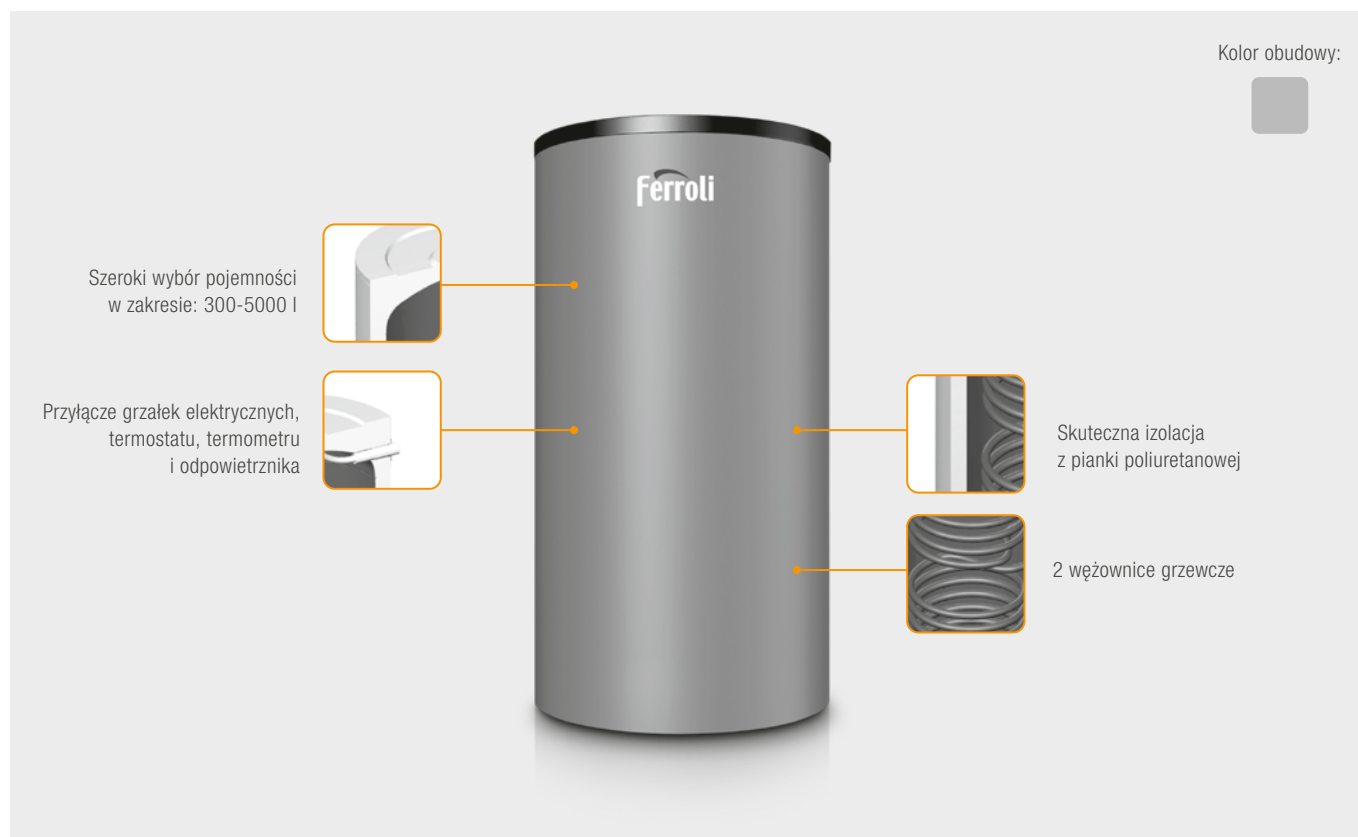 Kolor obudowy:
Ferroli
Szeroki wybór pojemności
w zakresie: 300-5000 l
Przyłącze grzałek elektrycznych,
termostatu, termometru
i odpowietrznika
Skuteczna izolacja
z pianki poliuretanowej
2 wężownice grzewcze